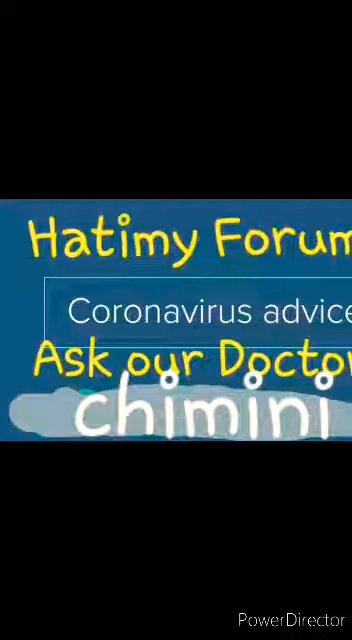 Hatimy Forum
Coronavirus advice
Ask our Doctor
chimini
PowerDirector